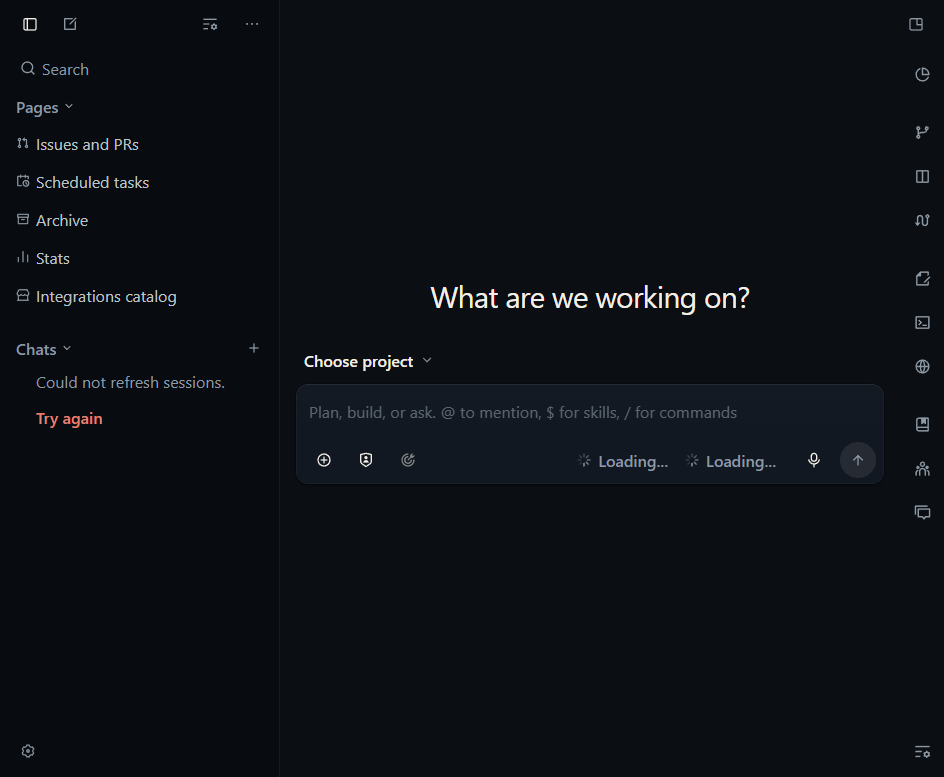 Search
Pages
Issues and PRs
Scheduled tasks
Archive
Stats
Integrations catalog
Chats
Could not refresh sessions.
Try again
What are we working on?
Choose project
Plan, build, or ask. @ to mention, $ for skills, / for commands
Loading... Loading...